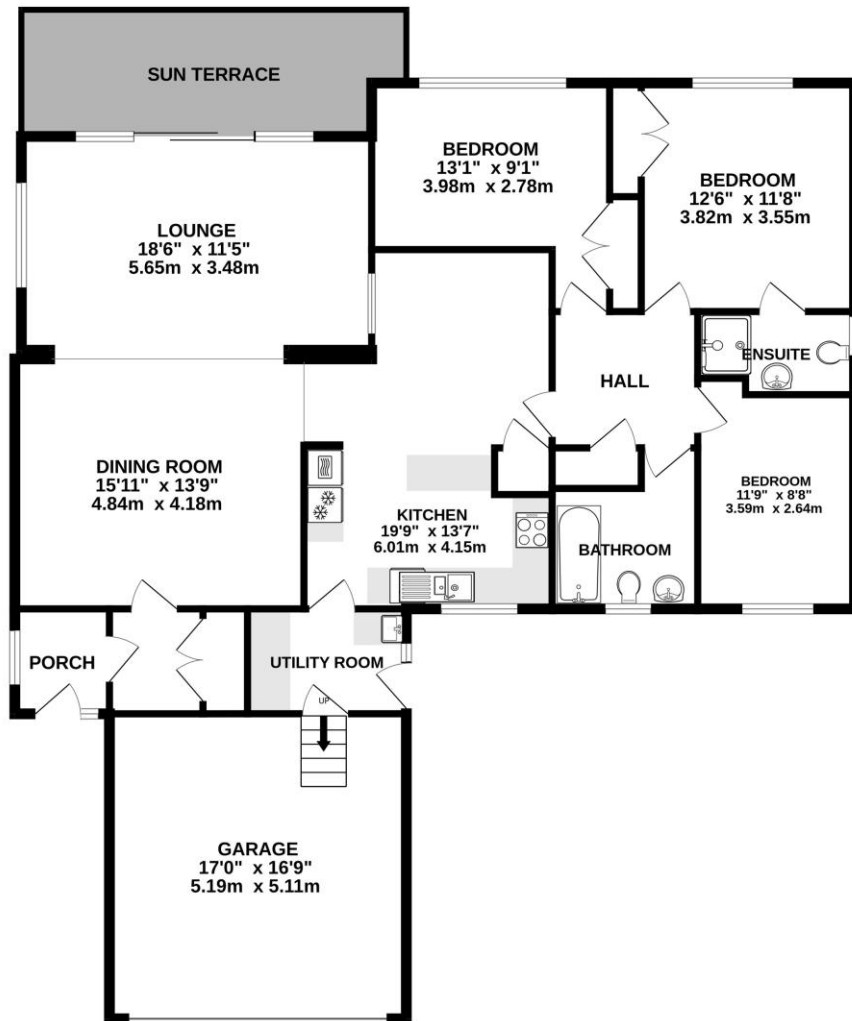 SUN TERRACE
BEDROOM
13'1" x 9'1"
3.98m x 2.78m
BEDROOM
12'6" x 11'8"
3.82m x 3.55m
LOUNGE
18'6" x 11'5"
5.65m x 3.48m
ENSUITE
HALL
DINING ROOM
15'11" x 13'9"
4.84m x 4.18m
BEDROOM
11'9" x 8'8"
3.59m x 2.64m
KITCHEN
19'9" x 13'7"
6.01m x 4.15m
BATHROOM
PORCH
UTILITY ROOM
UP
GARAGE
17'0" x 16'9"
5.19m x 5.11m